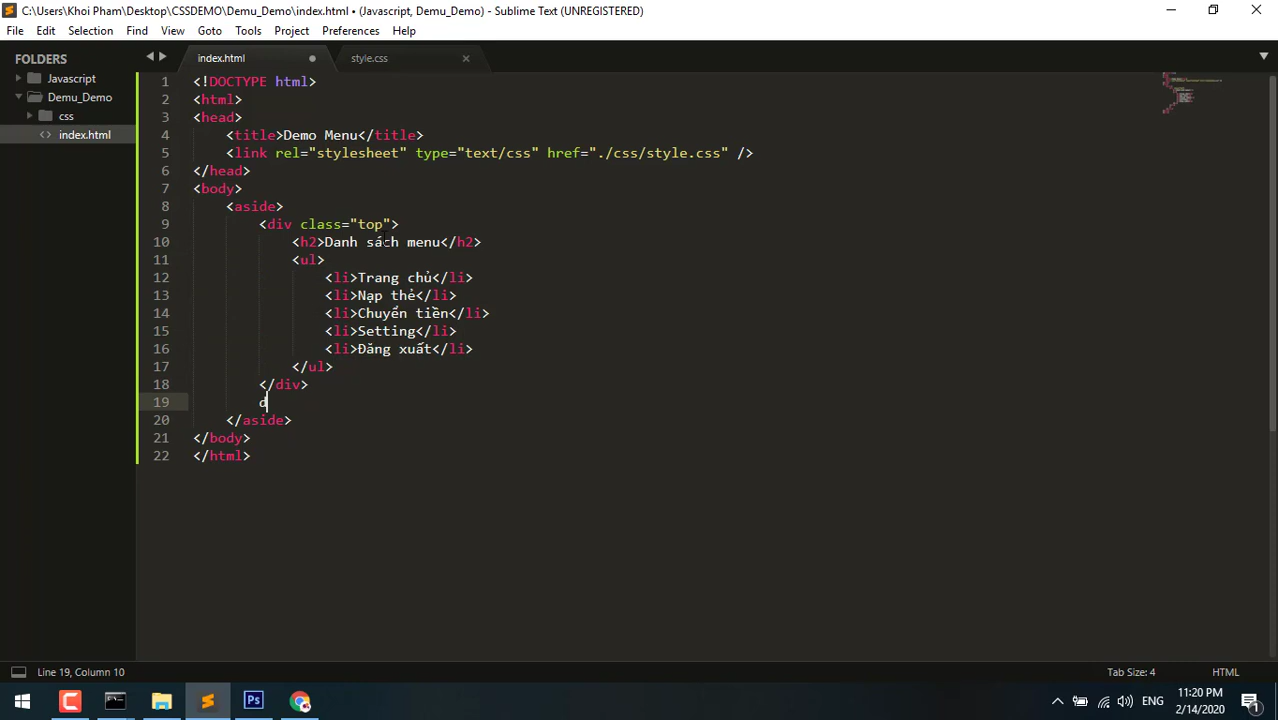 C:\Users\Khoi Pham\Desktop\CSSDEMO\Demu_Demo\index.html • (Javascript, Demu_Demo) - Sublime Text (UNREGISTERED)
File Edit Selection Find View Goto Tools Project Preferences Help
FOLDERS
Javascript
Demu_Demo
css
<> index.html
index.html
style.css
1 <!DOCTYPE html>
2 <html>
3 <head>
4 <title>Demo Menu</title>
5 <link rel="stylesheet" type="text/css" href="./css/style.css" />
6 </head>
7 <body>
8 <aside>
9 <div class="top">
10 <h2>Danh sách menu</h2>
11 <ul>
12 <li>Trang chủ</li>
13 <li>Nạp thẻ</li>
14 <li>Chuyển tiền</li>
15 <li>Setting</li>
16 <li>Đăng xuất</li>
17 </ul>
18 </div>
19 d
20 </aside>
21 </body>
22 </html>
Line 19, Column 10
Tab Size: 4
HTML
Ps
ENG
11:20 PM
2/14/2020
1